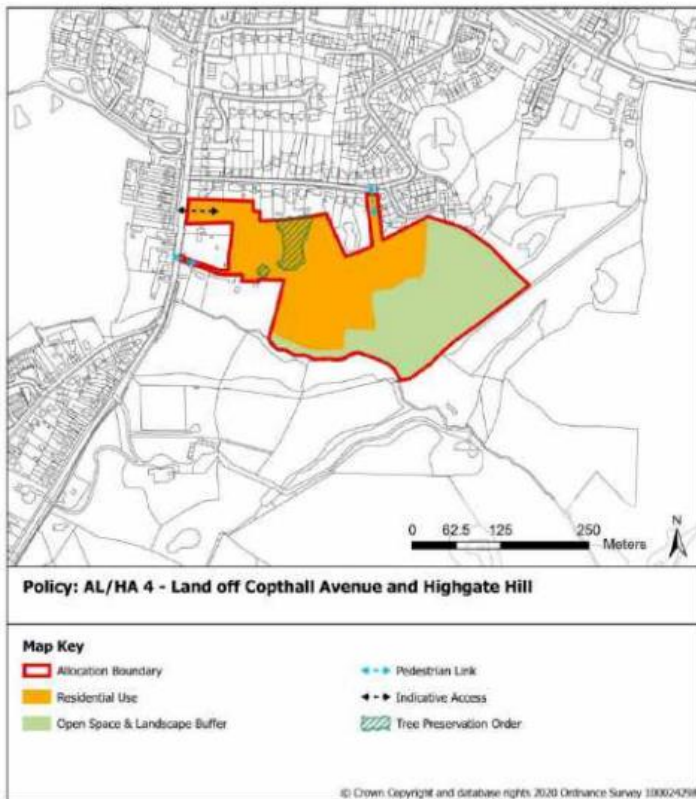 0 62.5 125 250
Meters
N
Policy: AL/HA 4 - Land off Copthall Avenue and Highgate Hill
Map Key
Allocation Boundary
Residential Use
Open Space & Landscape Buffer
Pedestrian Link
Indicative Access
Tree Preservation Order
© Crown Copyright and database rights 2020 Ordnance Survey 100024298